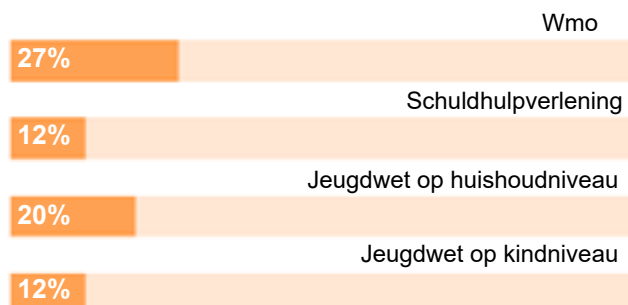 Wmo
27%
Schuldhulpverlening
12%
Jeugdwet op huishoudniveau
20%
Jeugdwet op kindniveau
12%